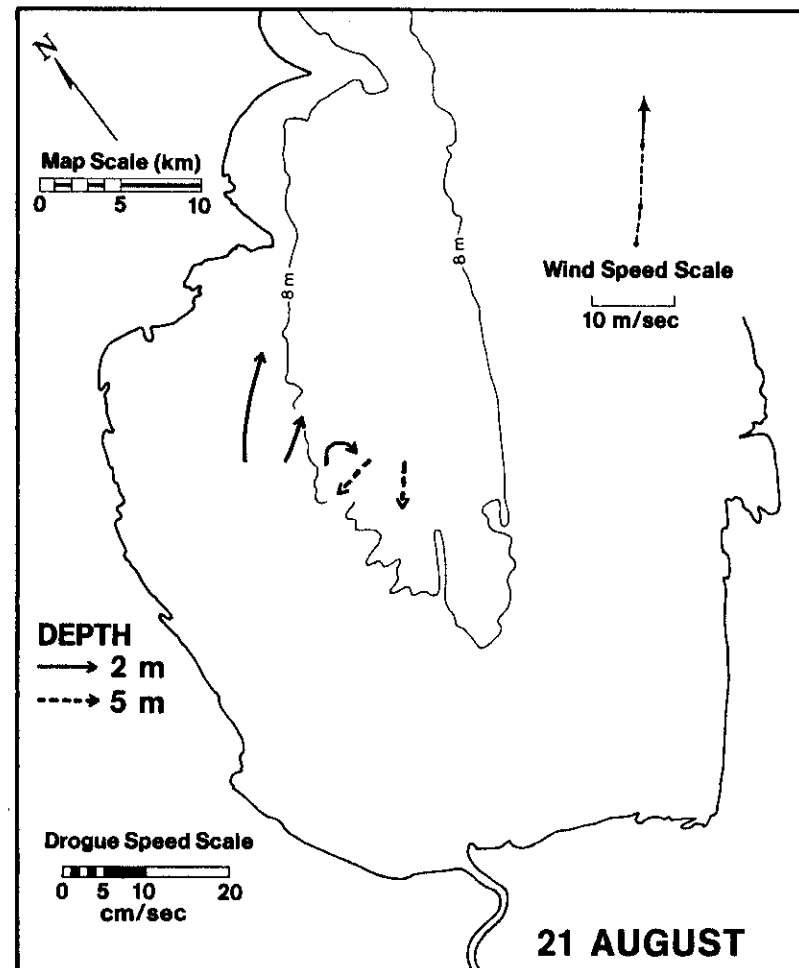 N
Map Scale (km)
0 5 10
8 m
8 m
Wind Speed Scale
10 m/sec
DEPTH
2 m
5 m
Drogue Speed Scale
0 5 10 20
cm/sec
21 AUGUST